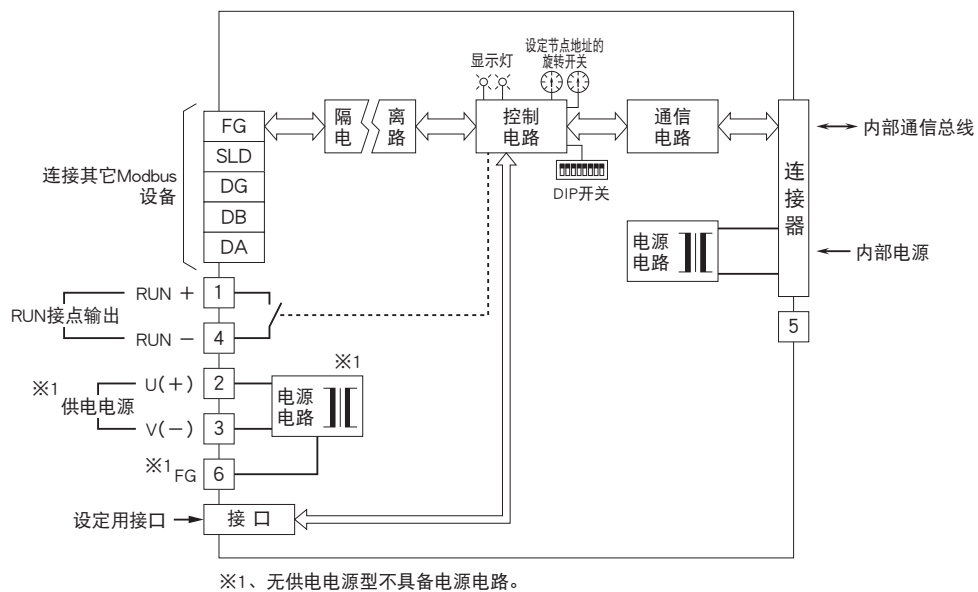 设定节点地址的
旋转开关
显示灯
FG
SLD
DG
DB
DA
隔 离
电 路
控制
电路
通信
电路
连接器
内部通信总线
DIP开关
连接其它Modbus
设备
电源
电路
内部电源
RUN +
1
RUN接点输出
RUN −
4
5
※1
供电电源
U(+)
2
V(−)
3
※1
电源
电路
※1 FG
6
设定用接口
接 口
※1、无供电电源型不具备电源电路。